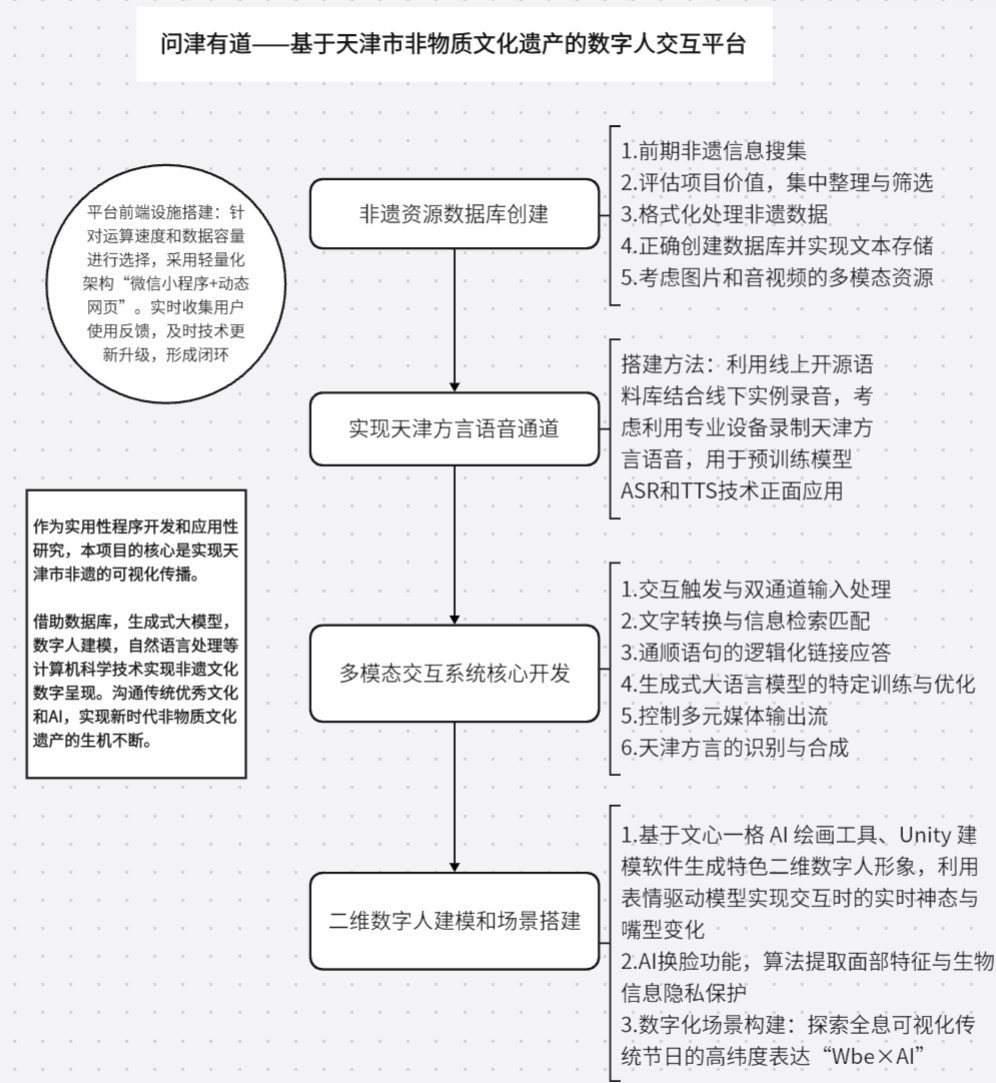 问津有道——基于天津市非物质文化遗产的数字人交互平台
平台前端设施搭建：针
对运算速度和数据容量
进行选择，采用轻量化
架构“微信小程序+动态
网页”。实时收集用户
使用反馈，及时技术更
新升级，形成闭环
作为实用性程序开发和应用性
研究，本项目的核心是实现天
津市非遗的可视化传播。
借助数据库，生成式大模型，
数字人建模，自然语言处理等
计算机科学技术实现非遗文化
数字呈现。沟通传统优秀文化
和AI，实现新时代非物质文化
遗产的生机不断。
非遗资源数据库创建
1.前期非遗信息搜集
2.评估项目价值，集中整理与筛选
3.格式化处理非遗数据
4.正确创建数据库并实现文本存储
5.考虑图片和音视频的多模态资源
实现天津方言语音通道
搭建方法：利用线上开源语
料库结合线下实例录音，考
虑利用专业设备录制天津方
言语音，用于预训练模型
ASR和TTS技术正面应用
多模态交互系统核心开发
1.交互触发与双通道输入处理
2.文字转换与信息检索匹配
3.通顺语句的逻辑化链接应答
4.生成式大语言模型的特定训练与优化
5.控制多元媒体输出流
6.天津方言的识别与合成
二维数字人建模和场景搭建
1.基于文心一格 AI 绘画工具、Unity 建
模软件生成特色二维数字人形象，利用
表情驱动模型实现交互时的实时神态与
嘴型变化
2.AI换脸功能，算法提取面部特征与生物
信息隐私保护
3.数字化场景构建：探索全息可视化传
统节日的高纬度表达“Wbe×AI”